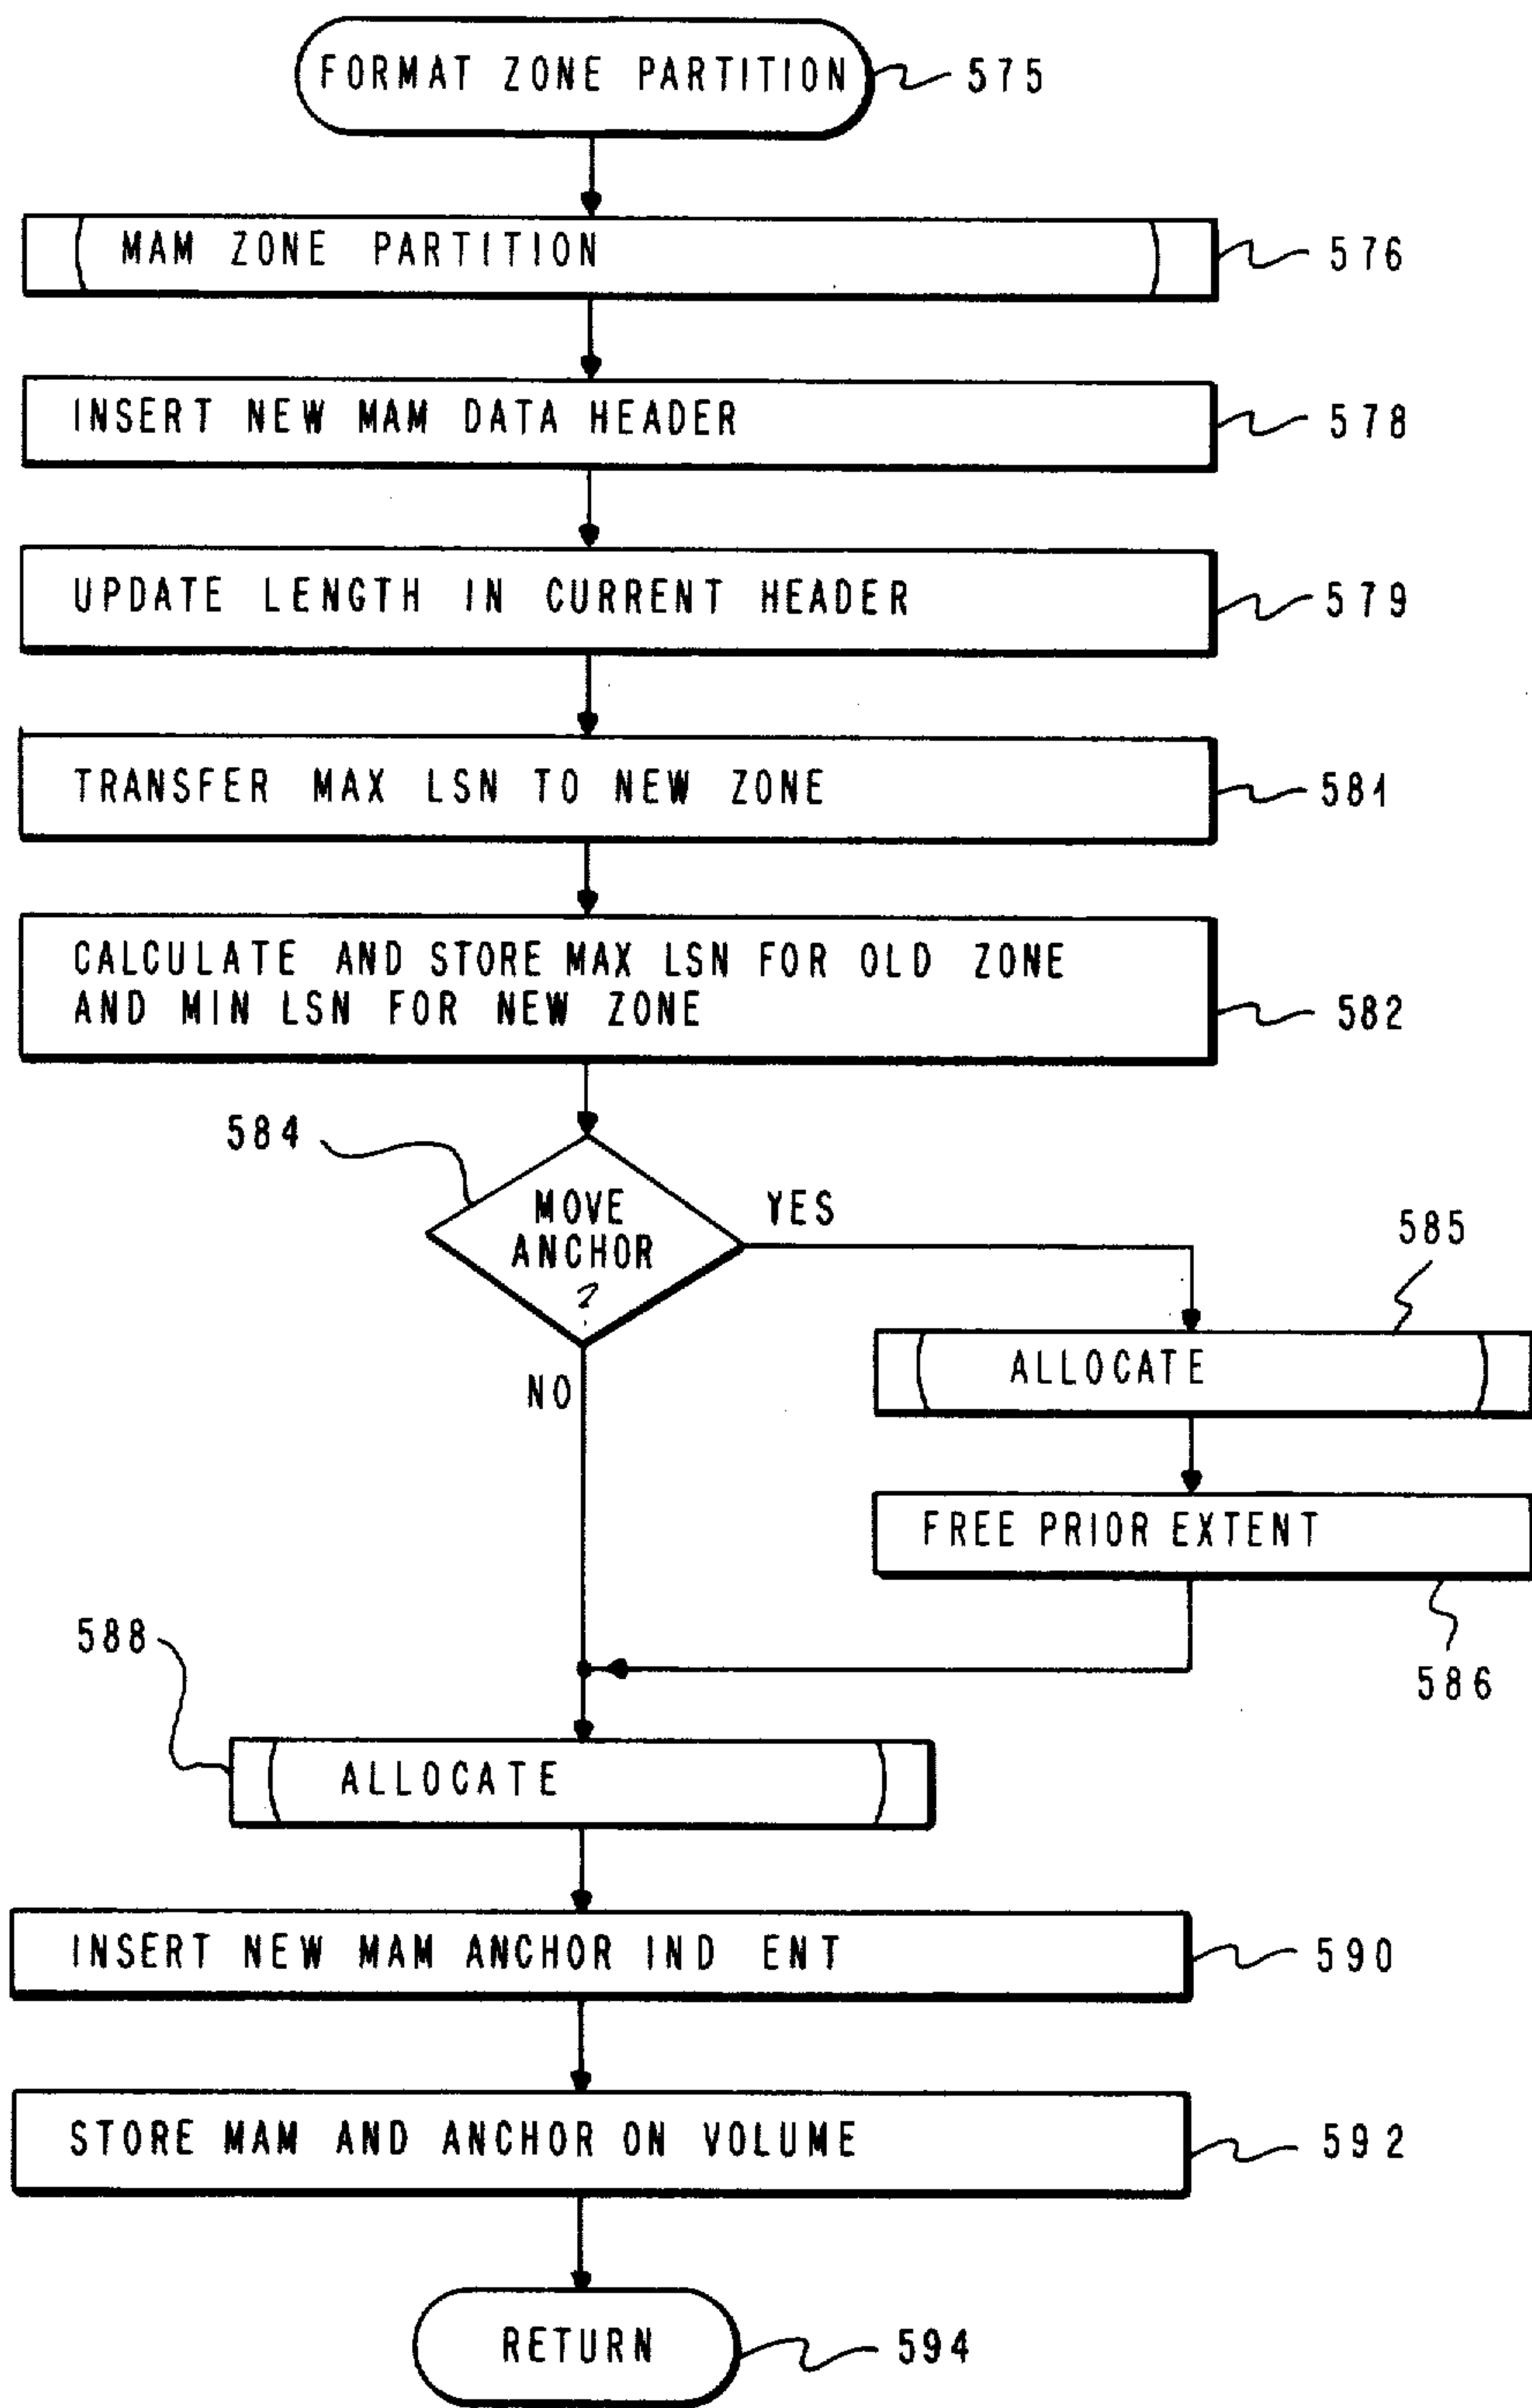 FORMAT ZONE PARTITION
575
MAM ZONE PARTITION
576
INSERT NEW MAM DATA HEADER
578
UPDATE LENGTH IN CURRENT HEADER
579
TRANSFER MAX LSN TO NEW ZONE
581
CALCULATE AND STORE MAX LSN FOR OLD ZONE
AND MIN LSN FOR NEW ZONE
582
584
MOVE
ANCHOR
?
YES
NO
585
ALLOCATE
FREE PRIOR EXTENT
586
588
ALLOCATE
INSERT NEW MAM ANCHOR IND ENT
590
STORE MAM AND ANCHOR ON VOLUME
592
RETURN
594